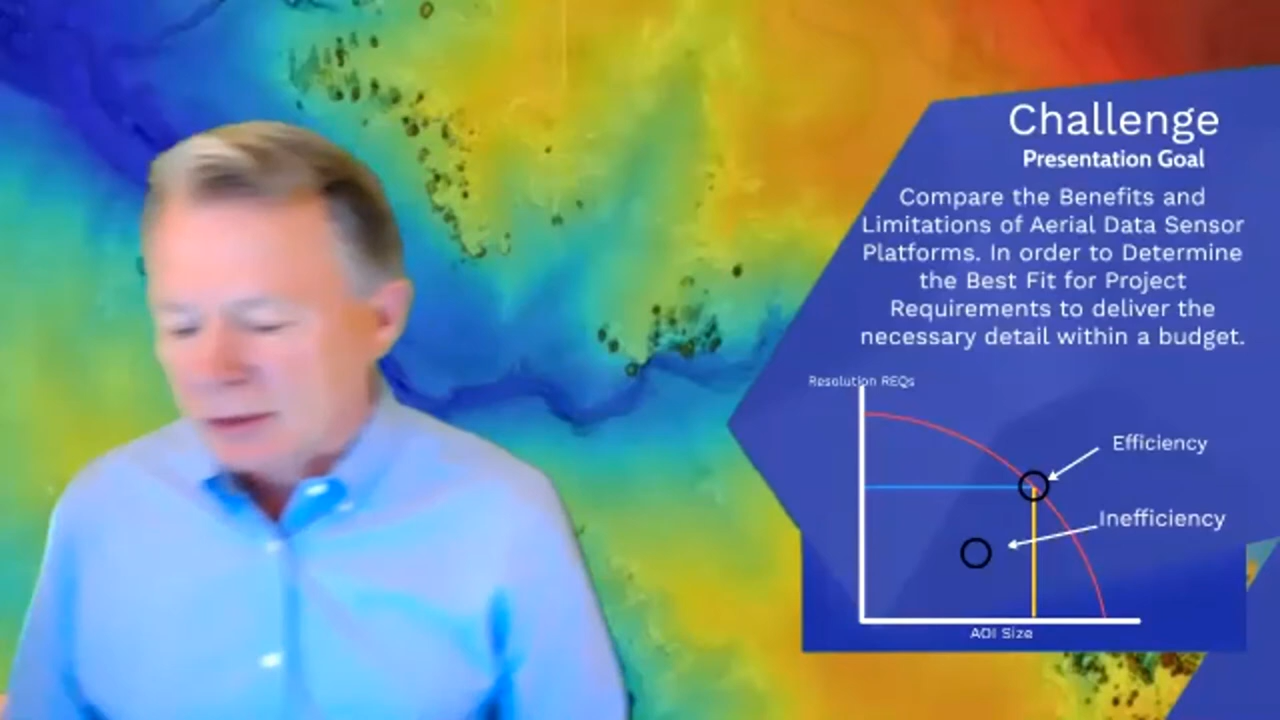 Challenge
Presentation Goal
Compare the Benefits and
Limitations of Aerial Data Sensor
Platforms. In order to Determine
the Best Fit for Project
Requirements to deliver the
necessary detail within a budget.
Resolution REQs
Efficiency
Inefficiency
AOI Size